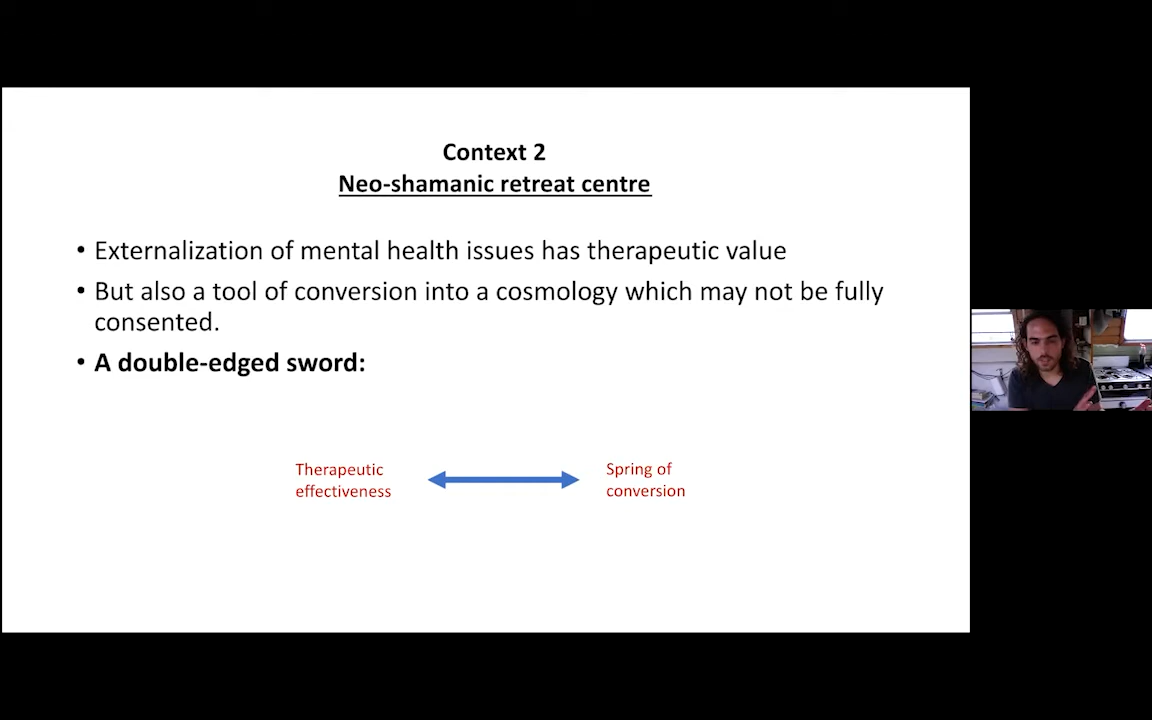 Context 2
Neo-shamanic retreat centre
• Externalization of mental health issues has therapeutic value
• But also a tool of conversion into a cosmology which may not be fully
consented.
• A double-edged sword:
Therapeutic
effectiveness
Spring of
conversion